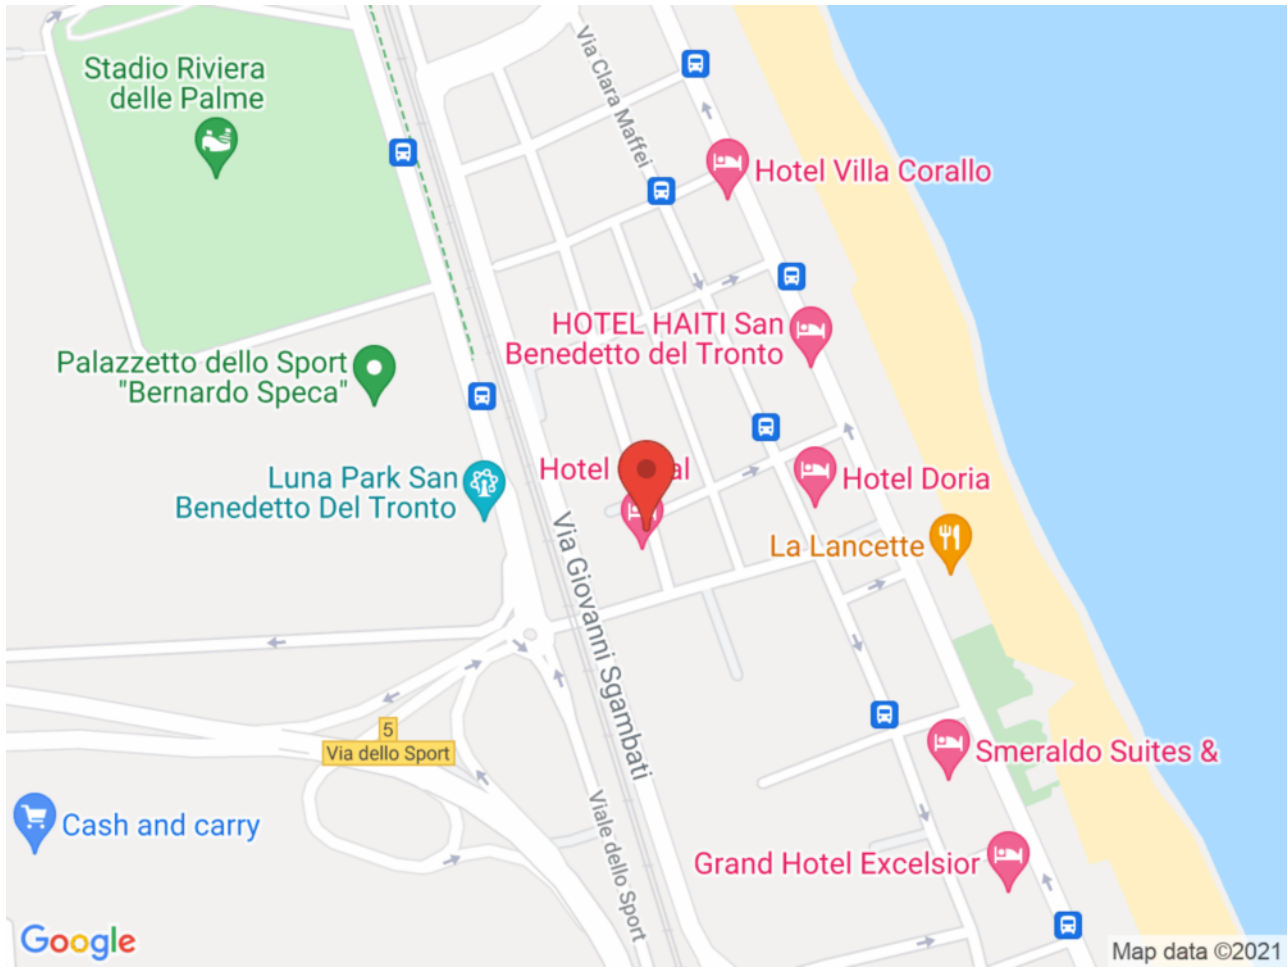 Stadio Riviera
delle Palme
Via Clara Maffei
Hotel Villa Corallo
HOTEL HAITI San
Benedetto del Tronto
Palazzetto dello Sport
"Bernardo Speca"
Hotel
Luna Park San
Benedetto Del Tronto
Hotel Doria
La Lancette
Via Giovanni Sgambati
5
Via dello Sport
Smeraldo Suites &
Viale dello Sport
Cash and carry
Grand Hotel Excelsior
Google
Map data ©2021